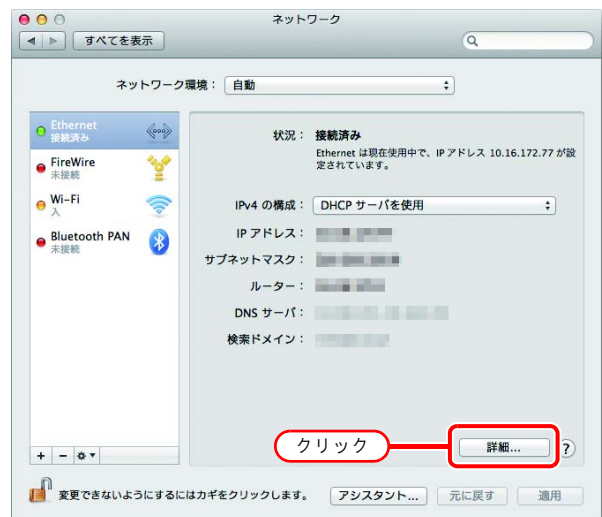 ネットワーク
すべてを表示
ネットワーク環境： 自動
Ethernet
接続済み
FireWire
未接続
Wi-Fi
入
Bluetooth PAN
未接続
状況： 接続済み
Ethernet は現在使用中で、IP アドレス 10.16.172.77 が設
定されています。
IPv4 の構成： DHCP サーバを使用
IP アドレス：
サブネットマスク：
ルーター：
DNS サーバ：
検索ドメイン：
クリック
詳細...
?
+ −
変更できないようにするにはカギをクリックします。
アシスタント...
元に戻す
適用